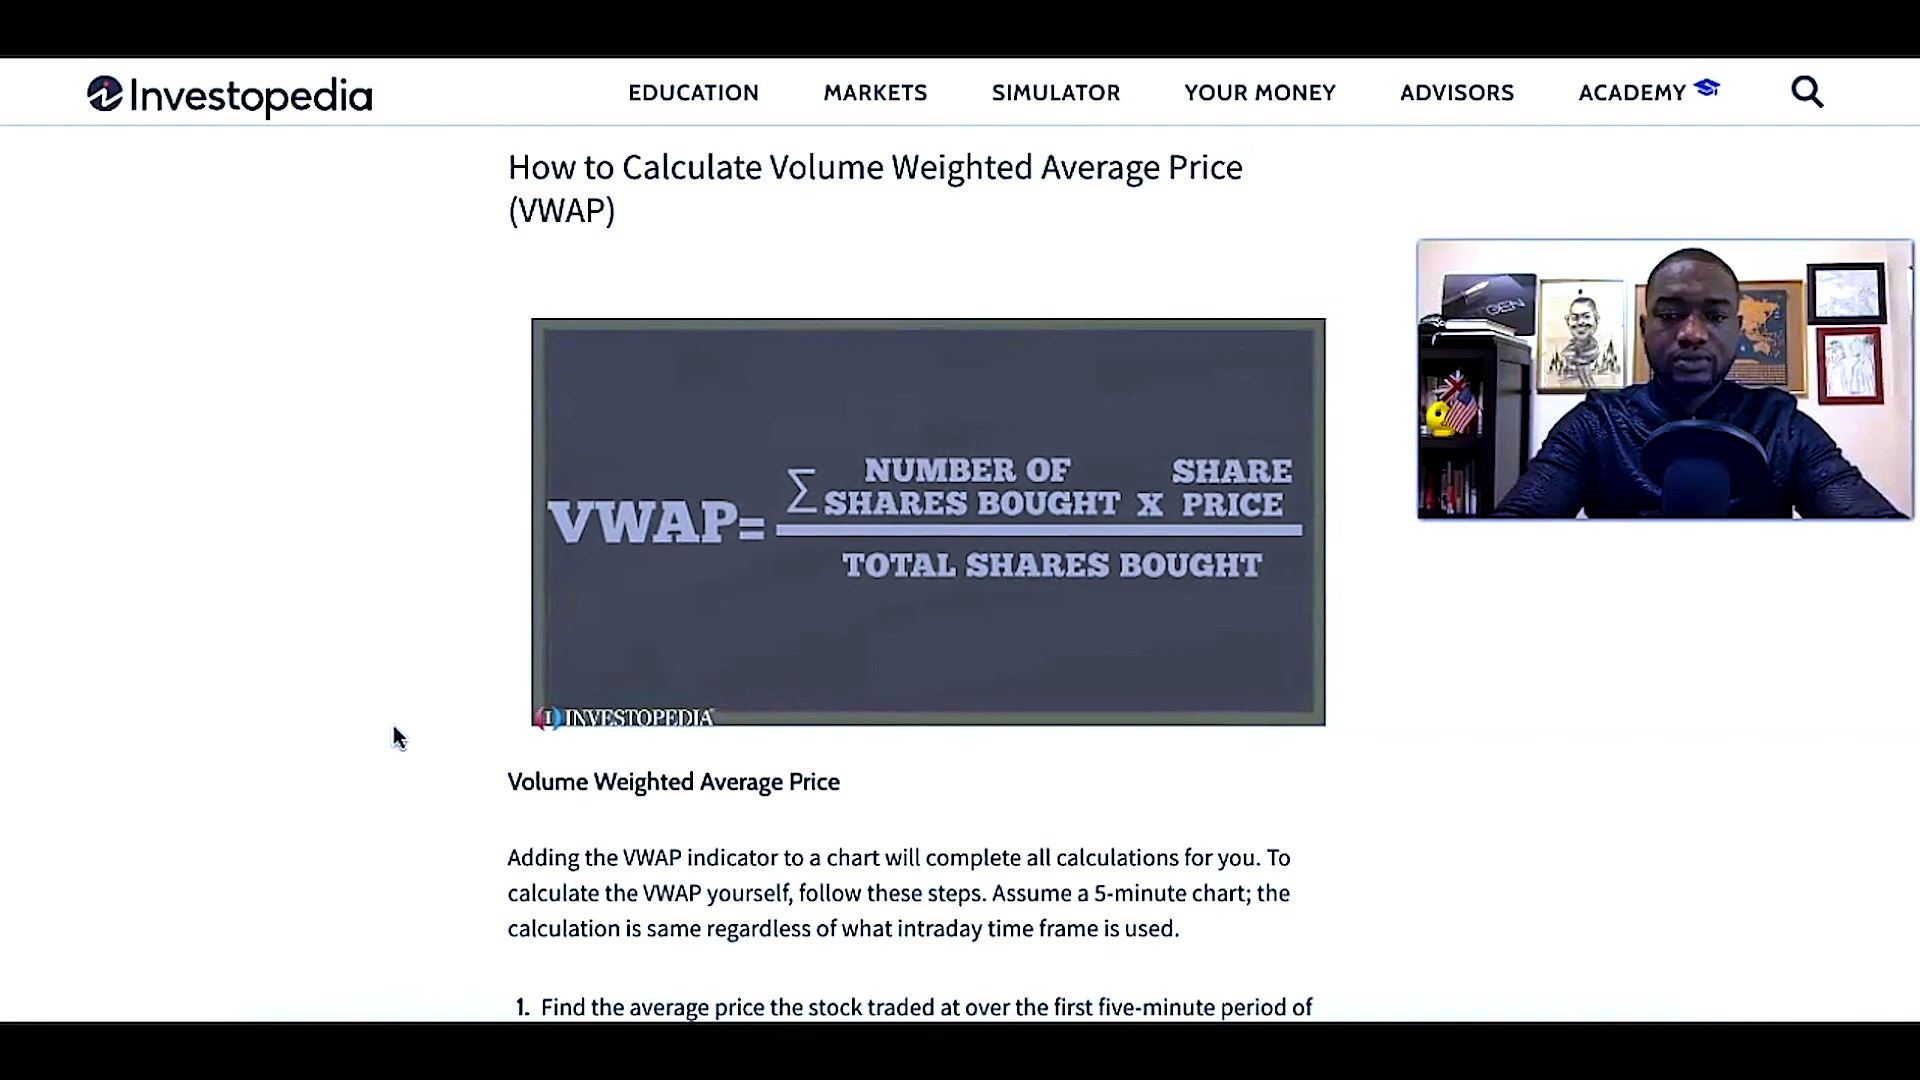 Investopedia
EDUCATION MARKETS SIMULATOR YOUR MONEY ADVISORS ACADEMY
How to Calculate Volume Weighted Average Price
(VWAP)
VWAP=
∑ NUMBER OF SHARES BOUGHT X SHARE PRICE
TOTAL SHARES BOUGHT
INVESTOPEDIA
Volume Weighted Average Price
Adding the VWAP indicator to a chart will complete all calculations for you. To
calculate the VWAP yourself, follow these steps. Assume a 5-minute chart; the
calculation is same regardless of what intraday time frame is used.
1. Find the average price the stock traded at over the first five-minute period of